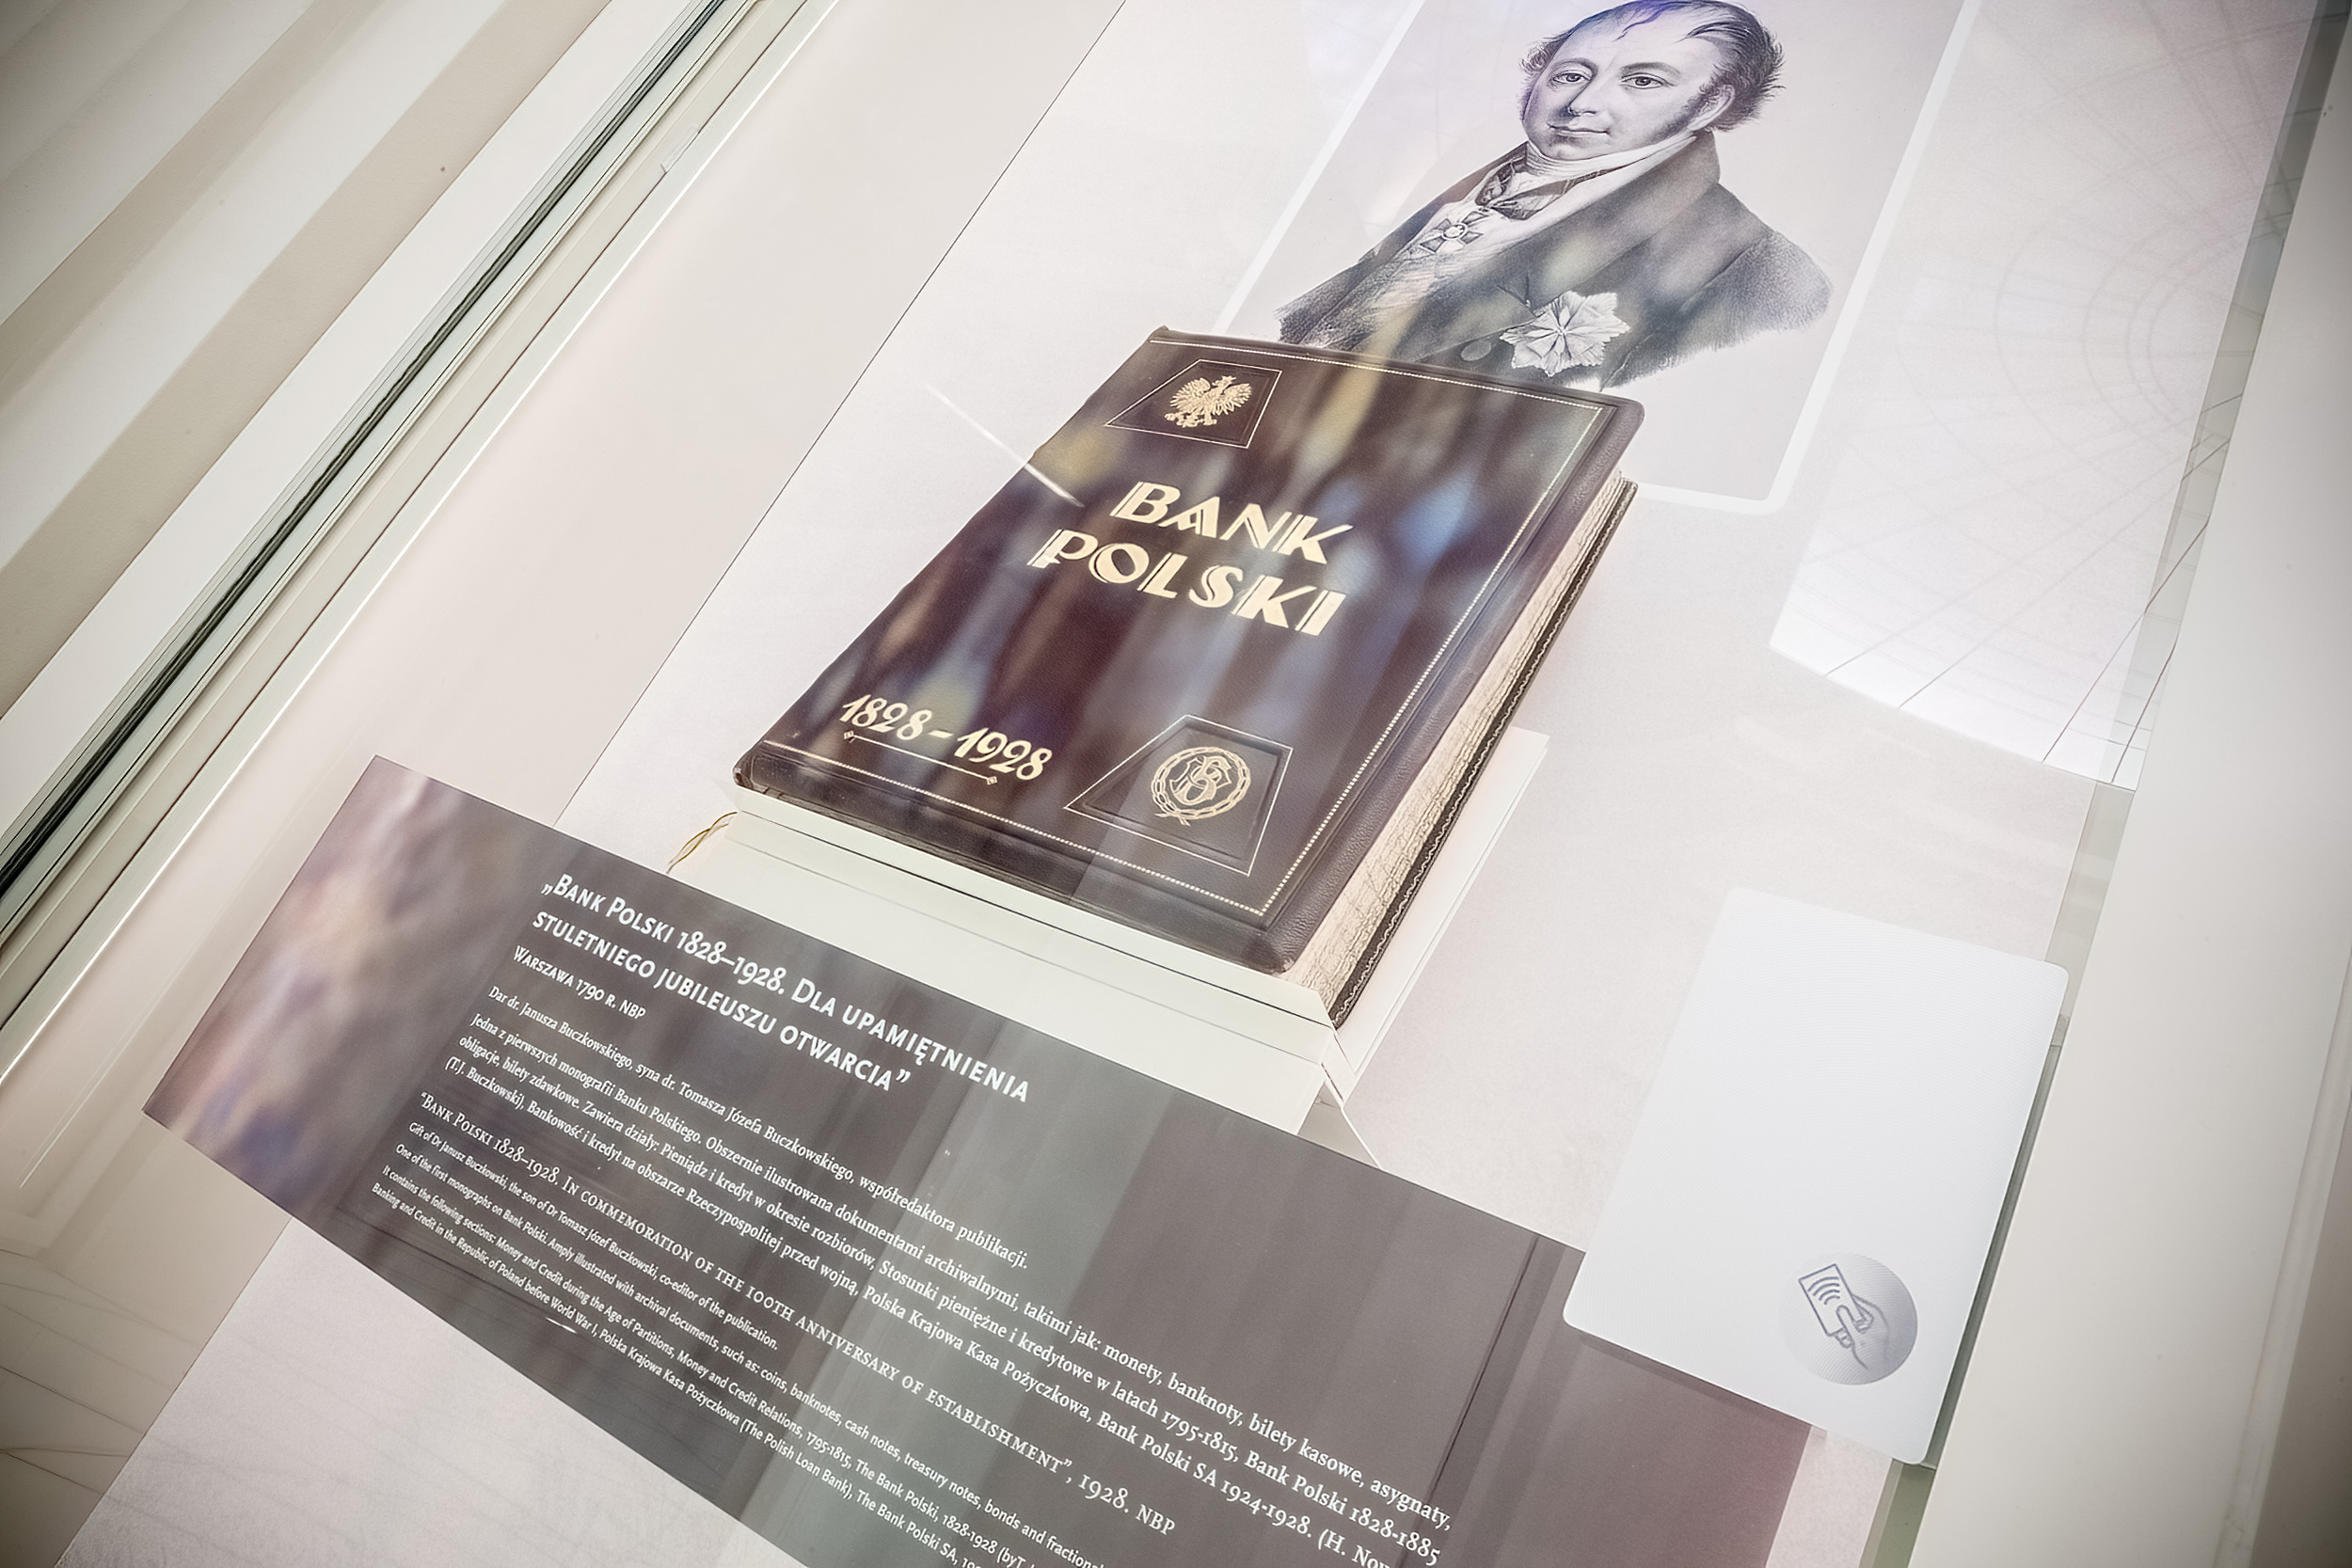 BANK
POLSKI
1828-1928
„Bank Polski 1828–1928. Dla upamiętnienia
stuletniego jubileuszu otwarcia”
Warszawa 1790 r. NBP
Dar dr. Janusza Buczkowskiego, syna dr. Tomasza Józefa Buczkowskiego, współredaktora publikacji.
Jedna z pierwszych monografii Banku Polskiego. Obszernie ilustrowana dokumentami archiwalnymi, takimi jak: monety, banknoty, bilety kasowe, asygnaty,
obligacje, bilety zdawkowe. Zawiera działy: Pieniądz i kredyt w okresie rozbiorów, Stosunki pieniężne i kredytowe w latach 1795-1815, Bank Polski 1828-1885
(T.J. Buczkowski), Bankowość i kredyt na obszarze Rzeczypospolitej przed wojną, Polska Krajowa Kasa Pożyczkowa, Bank Polski SA 1924-1928. (H. Now
“Bank Polski 1828–1928. In commemoration of the 100th anniversary of establishment”, 1928. NBP
Gift of Dr Janusz Buczkowski, the son of Dr Tomasz Józef Buczkowski, co-editor of the publication.
One of the first monographs on Bank Polski. Amply illustrated with archival documents, such as: coins, banknotes, cash notes, treasury notes, bonds and fractional
It contains the following sections: Money and Credit during the Age of Partitions, Money and Credit Relations, 1795-1815, The Bank Polski, 1828-1928 (by T.
Banking and Credit in the Republic of Poland before World War I, Polska Krajowa Kasa Pożyczkowa (The Polish Loan Bank), The Bank Polski SA,